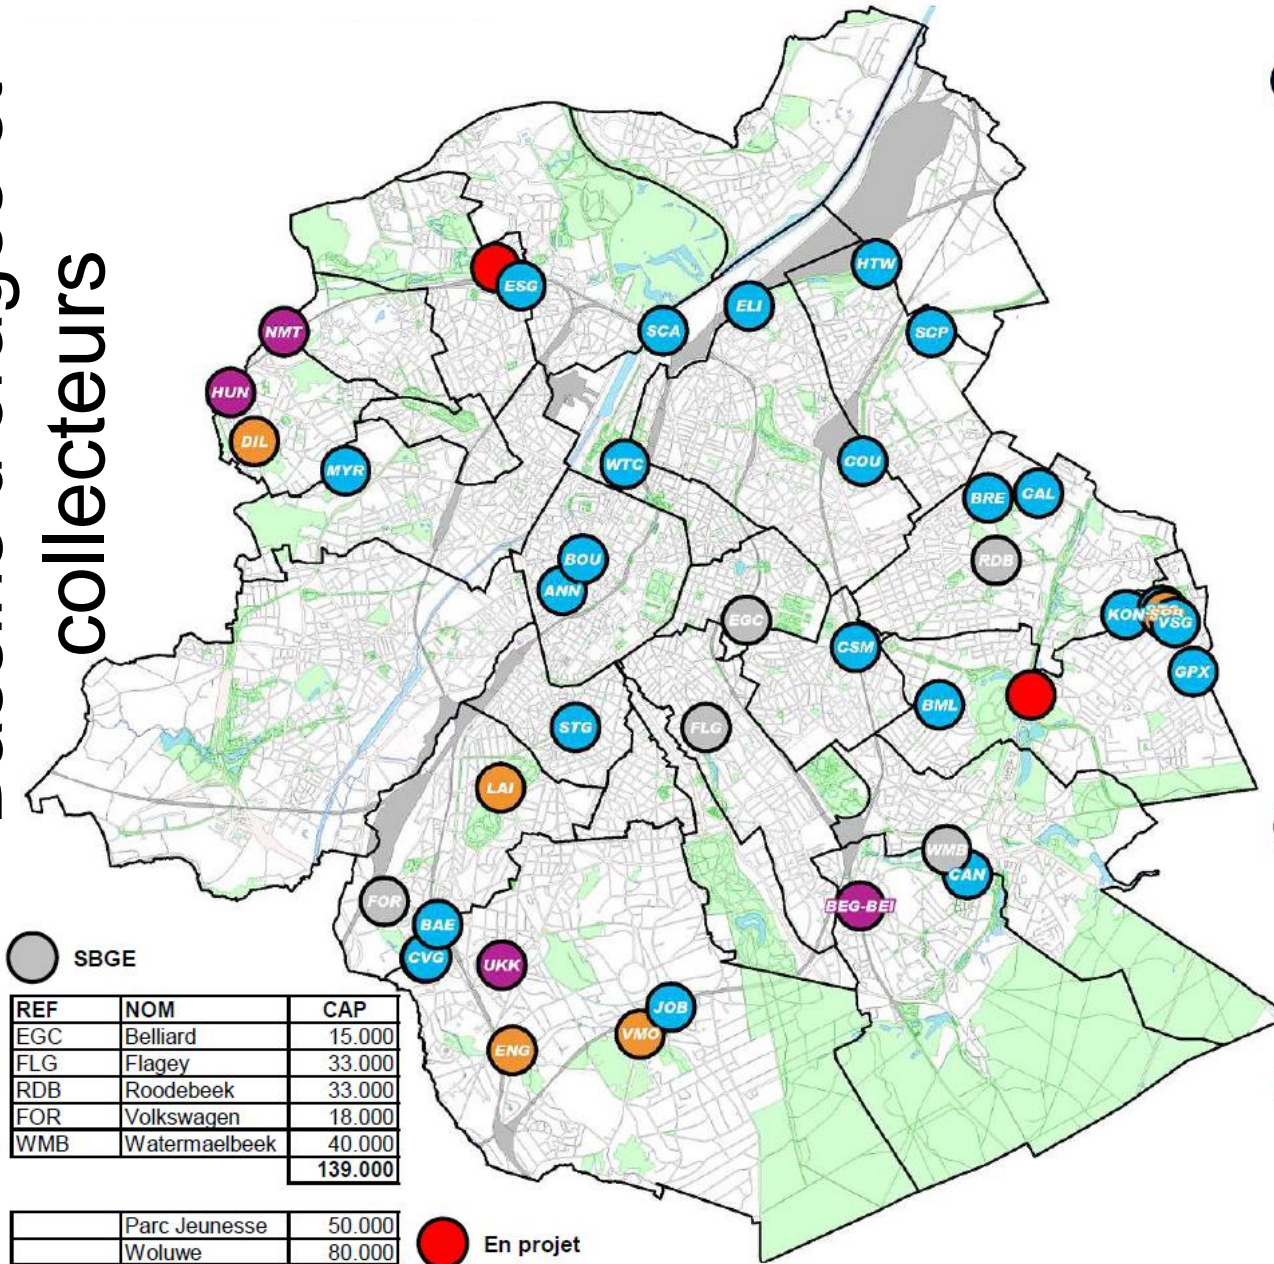 collecteurs
HTW
ESG
ELI
NMT
SCA
SCP
HUN
DIL
MYR
WTC
COU
BRE
CAL
BOU
RDB
ANN
EGC
KON
VSG
CSM
GPX
BML
STG
FLG
LAI
WMB
CAN
FOR
BEG-BEI
BAE
CVG
UKK
JOB
VMO
ENG
SBGE
REF NOM CAP
EGC Belliard 15.000
FLG Flagey 33.000
RDB Roodebeek 33.000
FOR Volkswagen 18.000
WMB Watermaelbeek 40.000
139.000
Parc Jeunesse 50.000
Woluwe 80.000
En projet